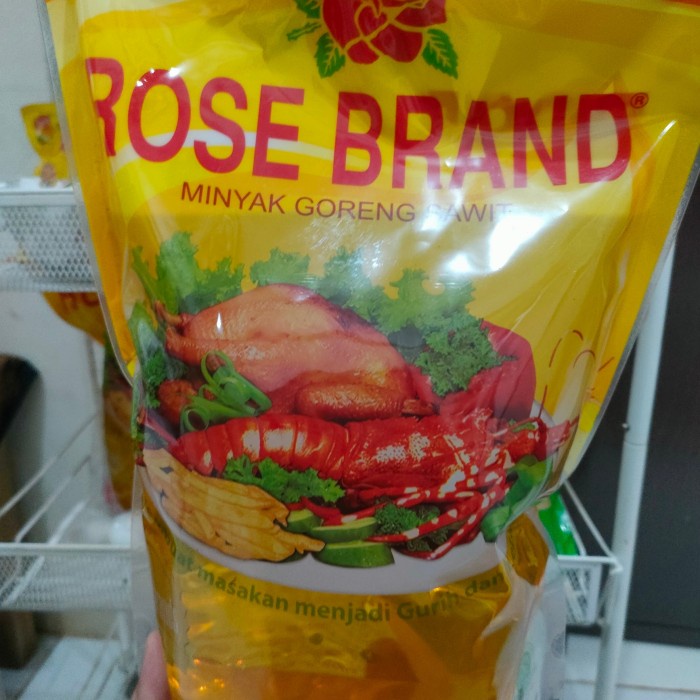 ROSE BRAND®
MINYAK GORENG SAWIT
masakan menjadi Gurih dan